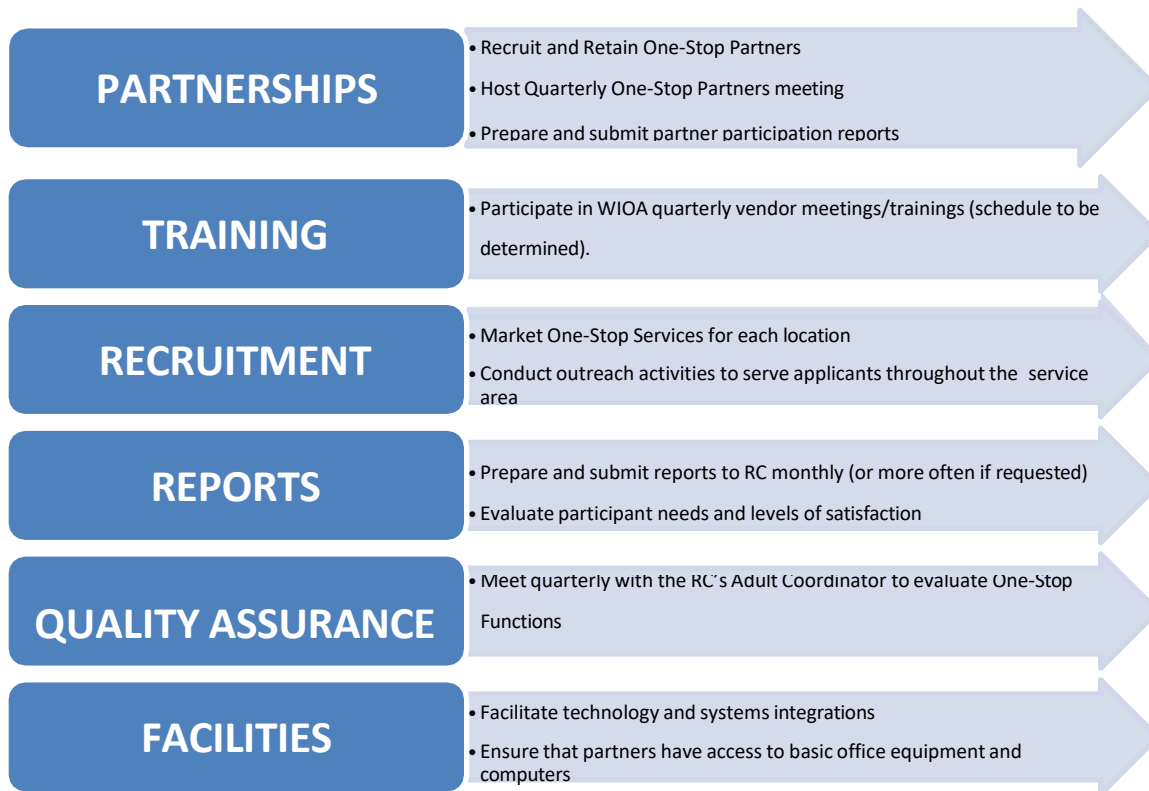 PARTNERSHIPS
• Recruit and Retain One-Stop Partners
• Host Quarterly One-Stop Partners meeting
• Prepare and submit partner participation reports
TRAINING
• Participate in WIOA quarterly vendor meetings/trainings (schedule to be
determined).
RECRUITMENT
• Market One-Stop Services for each location
• Conduct outreach activities to serve applicants throughout the service
area
REPORTS
• Prepare and submit reports to RC monthly (or more often if requested)
• Evaluate participant needs and levels of satisfaction
QUALITY ASSURANCE
• Meet quarterly with the RC's Adult Coordinator to evaluate One-Stop
Functions
FACILITIES
• Facilitate technology and systems integrations
• Ensure that partners have access to basic office equipment and
computers